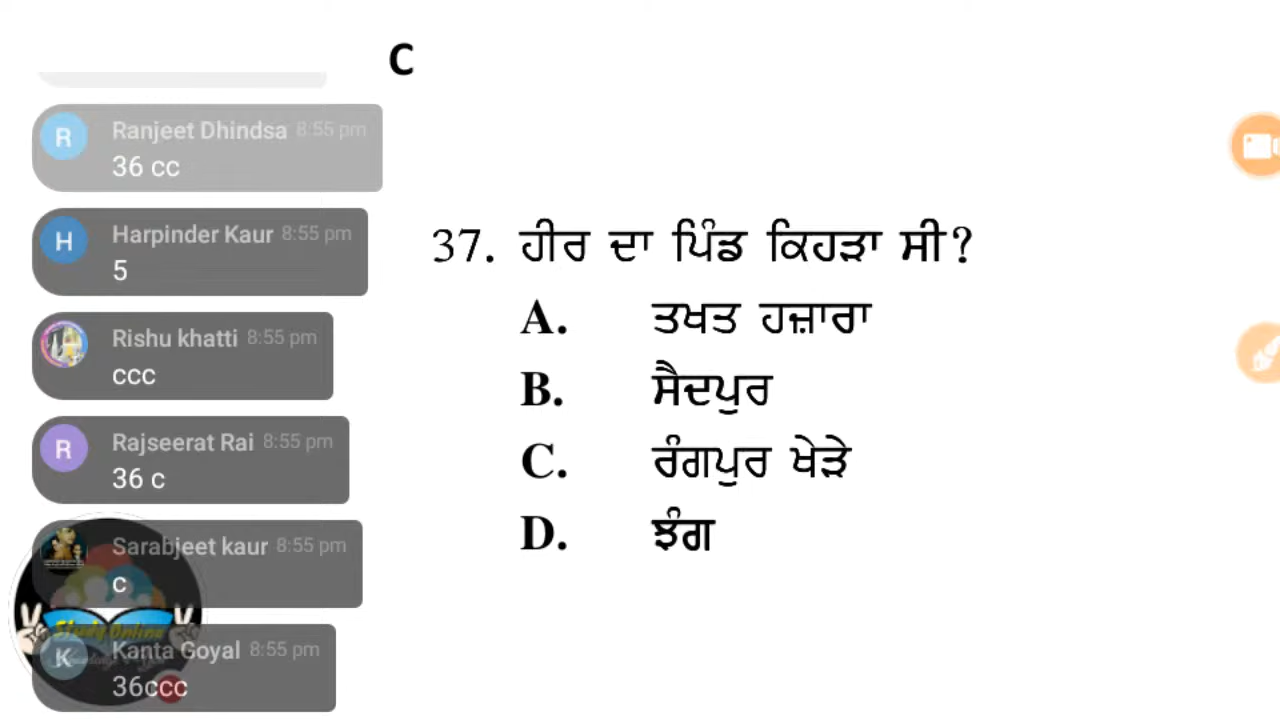 C
Ranjeet Dhindsa 8:55 pm
36 cc
Harpinder Kaur 8:55 pm
5
Rishu khatti 8:55 pm
ccc
Rajseerat Rai 8:55 pm
36 c
Sarabjeet kaur 8:55 pm
c
Kanta Goyal 8:55 pm
36ccc
R
H
R
K
Study Online
37. ਹੀਰ ਦਾ ਪਿੰਡ ਕਿਹੜਾ ਸੀ?
A. ਤਖਤ ਹਜ਼ਾਰਾ
B. ਸੈਦਪੁਰ
C. ਰੰਗਪੁਰ ਖੇੜੇ
D. ਝੰਗ